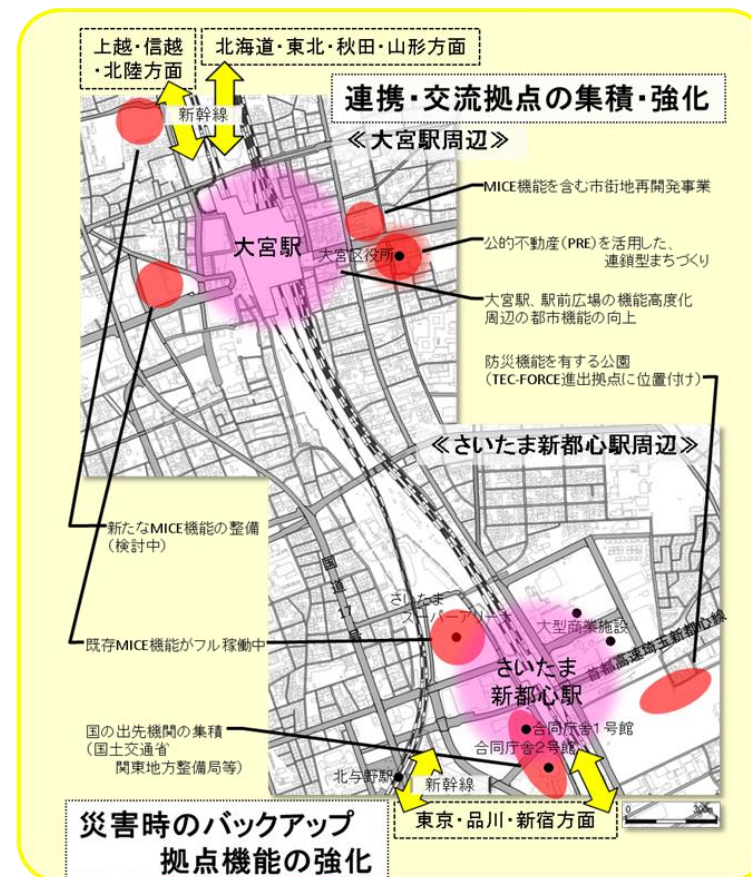 上越・信越
・北陸方面
北海道・東北・秋田・山形方面
新幹線
連携・交流拠点の集積・強化
≪大宮駅周辺≫
MICE機能を含む市街地再開発事業
大宮駅
大宮区役所
公的不動産(PRE)を活用した、
連鎖型まちづくり
大宮駅、駅前広場の機能高度化
周辺の都市機能の向上
防災機能を有する公園
(TEC-FORCE進出拠点に位置付け)
≪さいたま新都心駅周辺≫
新たなMICE機能の整備
(検討中)
国道17号
さいたま
スーパーアリーナ
大型商業施設
首都高速埼玉新都心線
既存MICE機能がフル稼働中
さいたま
新都心駅
国の出先機関の集積
(国土交通省
関東地方整備局等)
合同庁舎1号館
合同庁舎2号館
北与野駅
新幹線
東京・品川・新宿方面
0 300m
災害時のバックアップ
拠点機能の強化